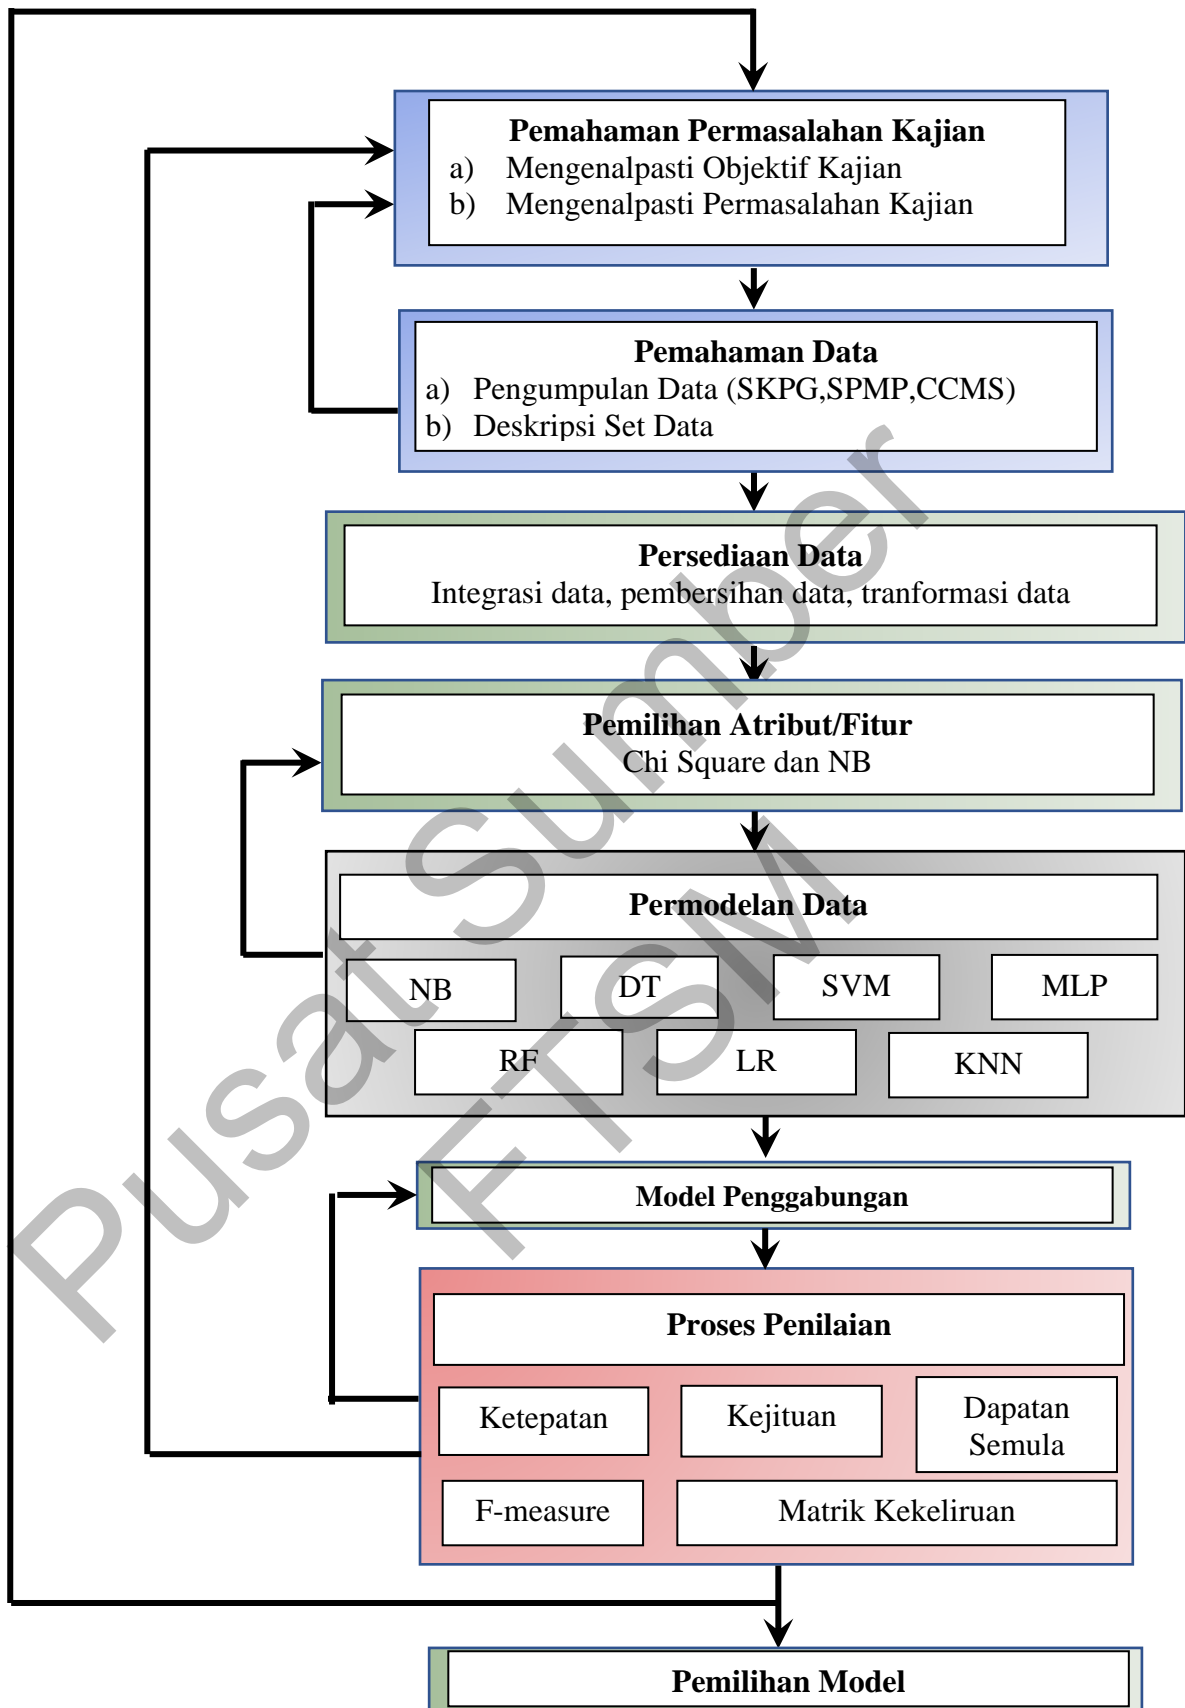 Pemahaman Permasalahan Kajian
a) Mengenalpasti Objektif Kajian
b) Mengenalpasti Permasalahan Kajian
Pemahaman Data
a) Pengumpulan Data (SKPG,SPMP,CCMS)
b) Deskripsi Set Data
Persediaan Data
Integrasi data, pembersihan data, tranformasi data
Pemilihan Atribut/Fitur
Chi Square dan NB
Permodelan Data
NB
DT
SVM
MLP
RF
LR
KNN
Model Penggabungan
Proses Penilaian
Ketepatan
Kejituan
Dapatan
Semula
F-measure
Matrik Kekeliruan
Pemilihan Model
Pusat Sumber
FTSM